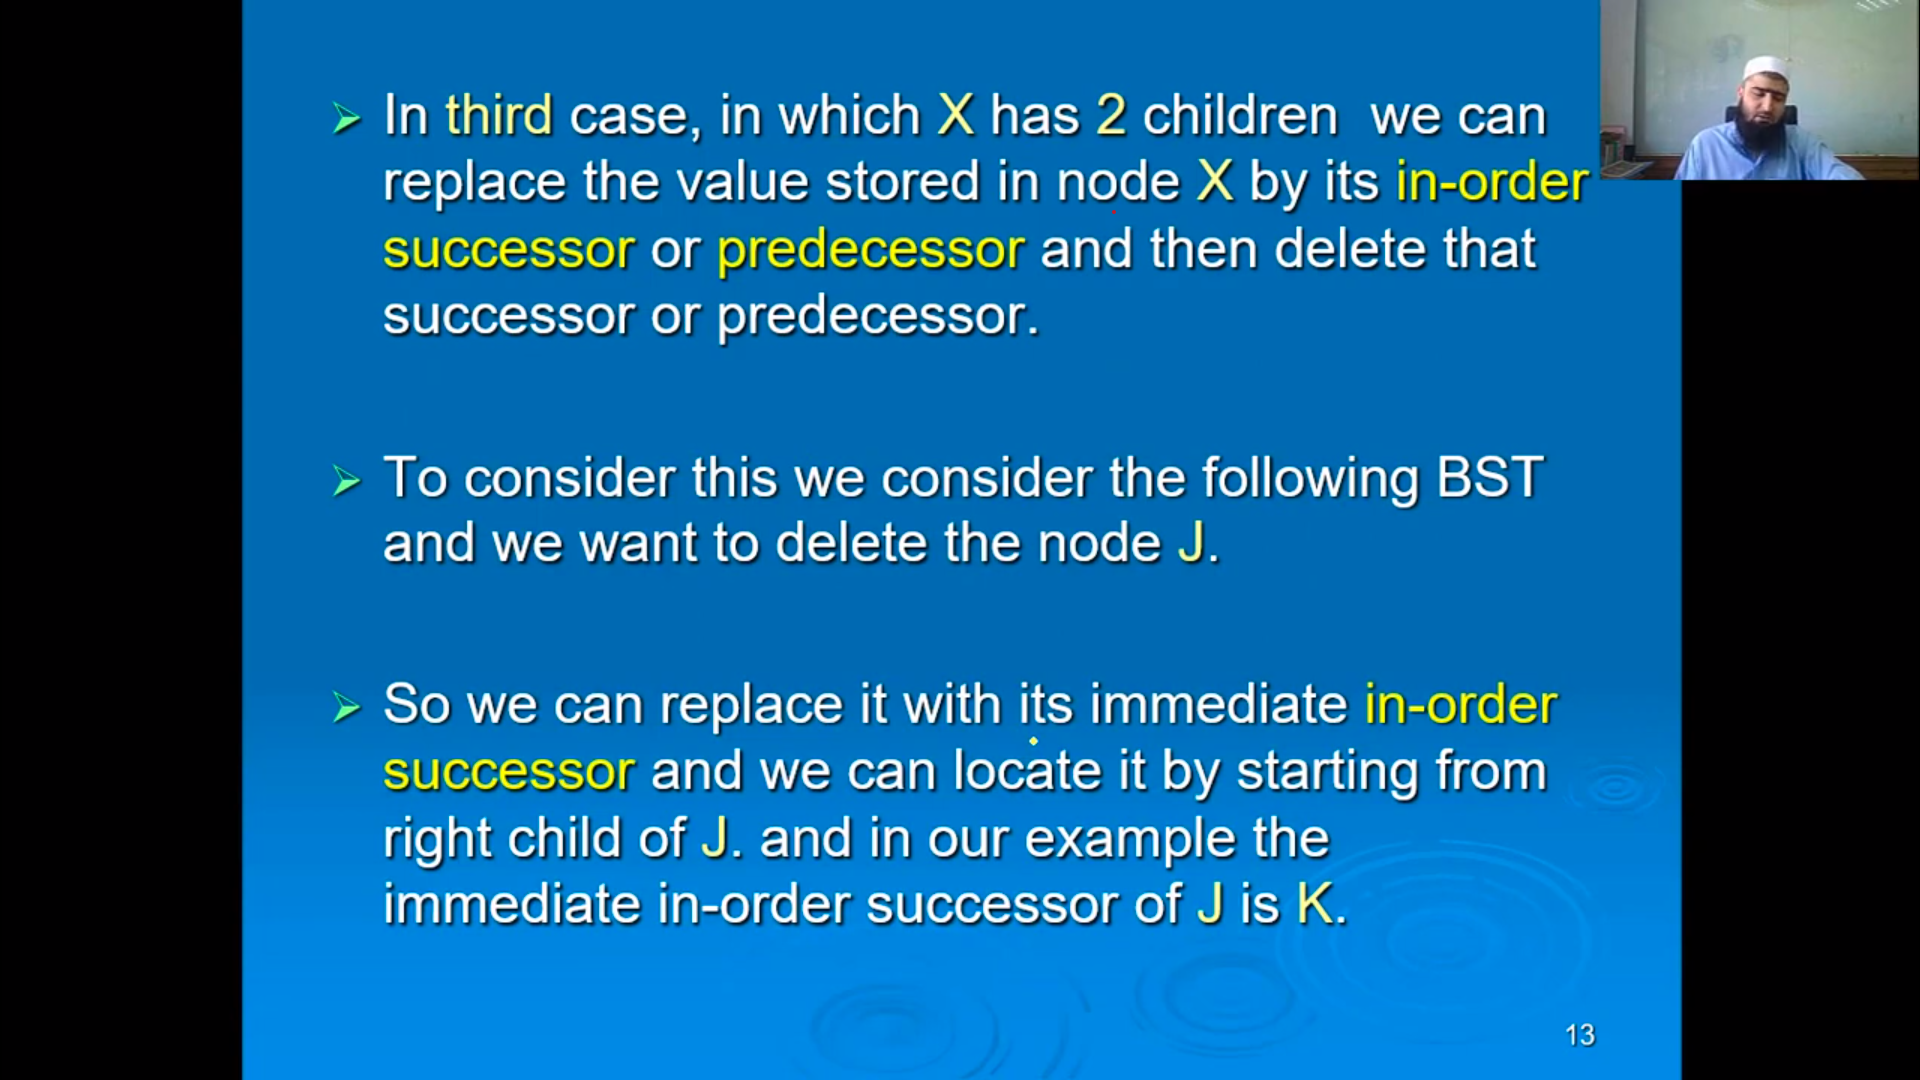 In third case, in which X has 2 children we can
replace the value stored in node X by its in-order
successor or predecessor and then delete that
successor or predecessor.
To consider this we consider the following BST
and we want to delete the node J.
So we can replace it with its immediate in-order
successor and we can locate it by starting from
right child of J. and in our example the
immediate in-order successor of J is K.
13